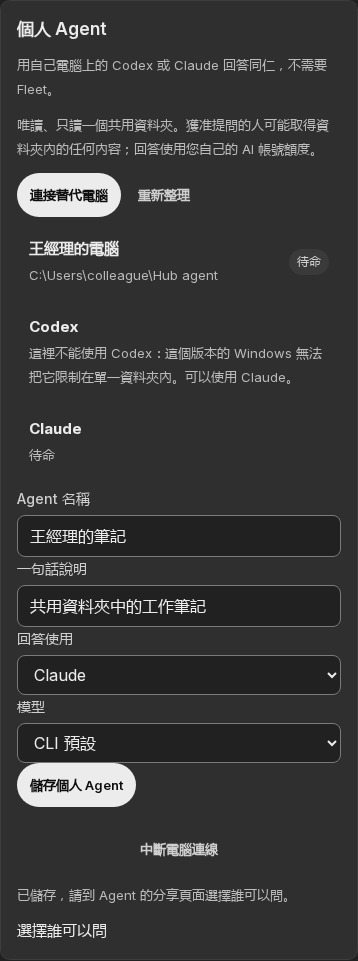 個人 Agent
用自己電腦上的 Codex 或 Claude 回答同仁，不需要
Fleet。
唯讀、只讀一個共用資料夾。獲准提問的人可能取得資
料夾內的任何內容；回答使用您自己的 AI 帳號額度。
連接替代電腦
重新整理
王經理的電腦
待命
C:\Users\colleague\Hub agent
Codex
這裡不能使用 Codex：這個版本的 Windows 無法
把它限制在單一資料夾內。可以使用 Claude。
Claude
待命
Agent 名稱
王經理的筆記
一句話說明
共用資料夾中的工作筆記
回答使用
Claude
模型
CLI 預設
儲存個人 Agent
中斷電腦連線
已儲存，請到 Agent 的分享頁面選擇誰可以問。
選擇誰可以問